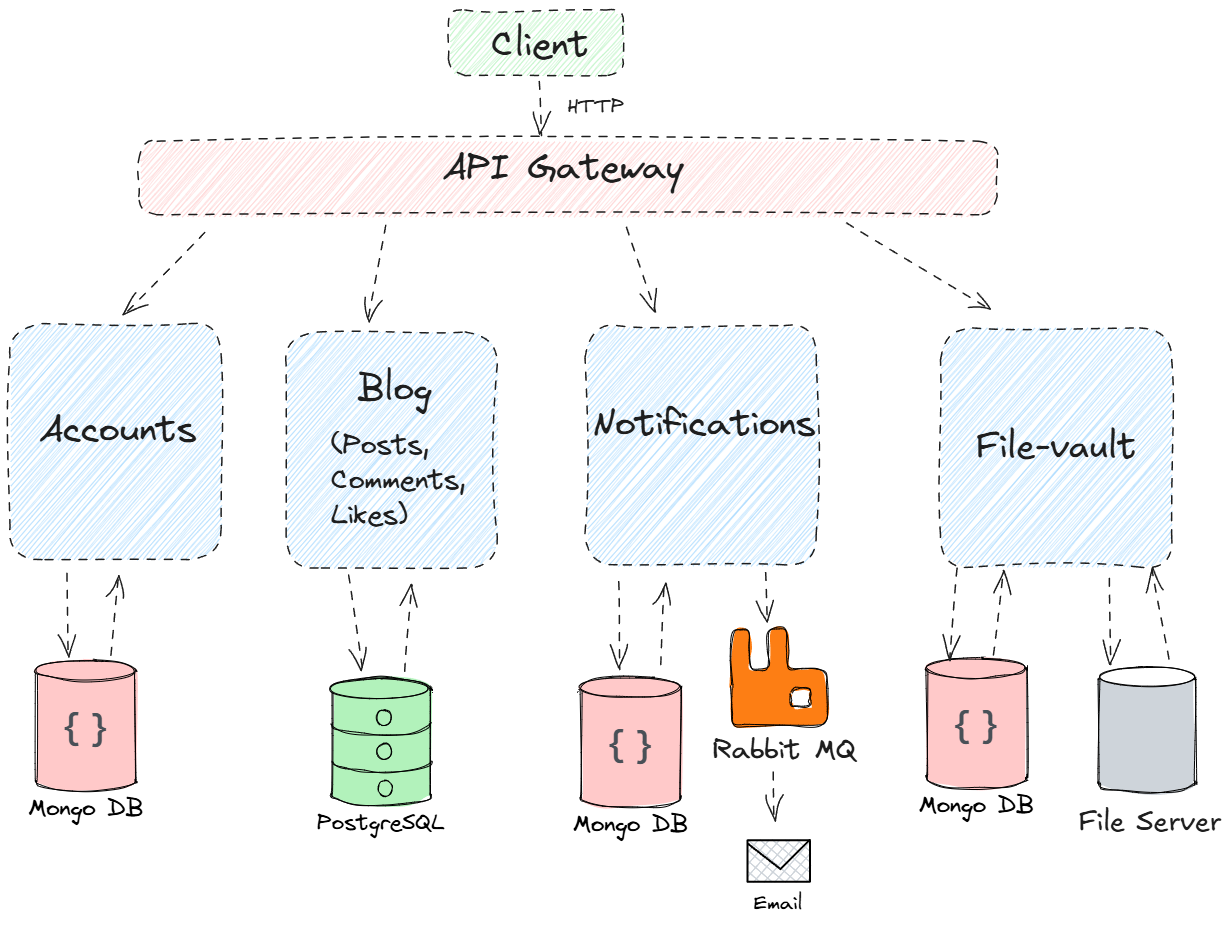 Client
HTTP
API Gateway
Accounts
Blog
(Posts,
Comments,
Likes)
Notifications
File-vault
{ }
Mongo DB
PostgreSQL
{ }
Mongo DB
Rabbit MQ
Email
{ }
Mongo DB
File Server